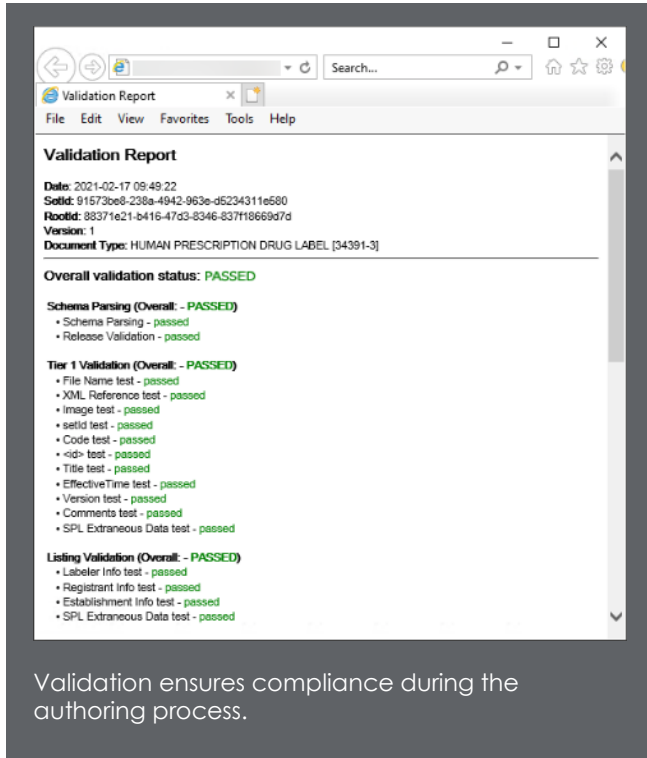 Search...
Validation Report
File Edit View Favorites Tools Help
Validation Report
Date: 2021-02-17 09:49:22
SetId: 91573be8-238a-4942-963e-d5234311e580
RootId: 88371e21-b416-47d3-8346-837f18669d7d
Version: 1
Document Type: HUMAN PRESCRIPTION DRUG LABEL [34391-3]
Overall validation status: PASSED
Schema Parsing (Overall: - PASSED)
• Schema Parsing - passed
• Release Validation - passed
Tier 1 Validation (Overall: - PASSED)
• File Name test - passed
• XML Reference test - passed
• Image test - passed
• setId test - passed
• Code test - passed
• <id> test - passed
• Title test - passed
• EffectiveTime test - passed
• Version test - passed
• Comments test - passed
• SPL Extraneous Data test - passed
Listing Validation (Overall: - PASSED)
• Labeler Info test - passed
• Registrant Info test - passed
• Establishment Info test - passed
• SPL Extraneous Data test - passed
Validation ensures compliance during the
authoring process.